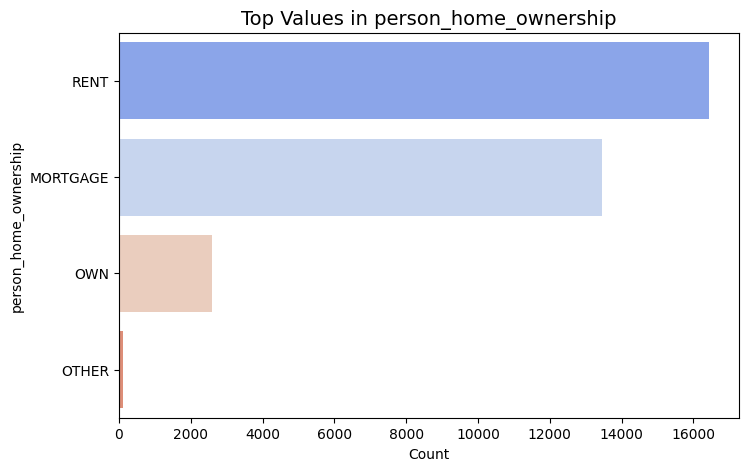 Top Values in person_home_ownership
person_home_ownership
RENT
MORTGAGE
OWN
OTHER
0 2000 4000 6000 8000 10000 12000 14000 16000
Count